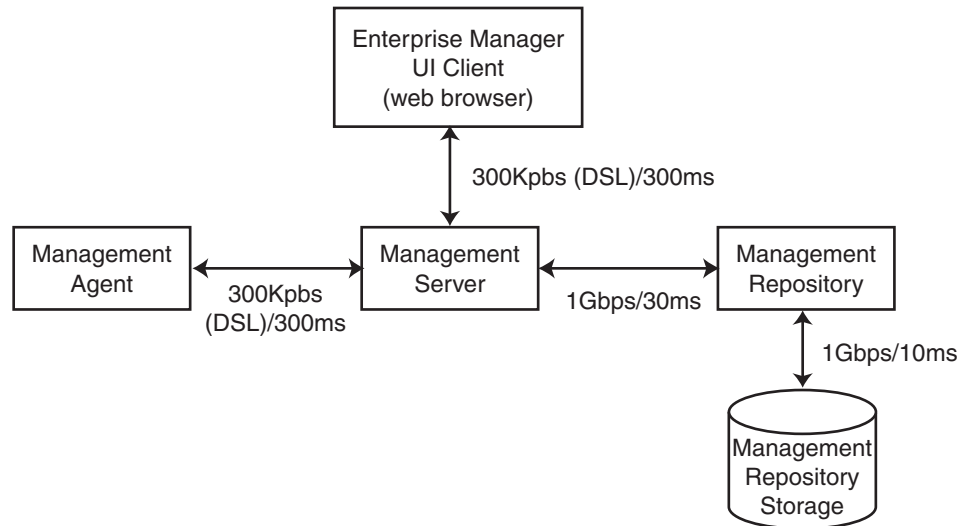 Enterprise Manager
UI Client
(web browser)
300Kpbs (DSL)/300ms
Management
Agent
300Kpbs
(DSL)/300ms
Management
Server
1Gbps/30ms
Management
Repository
1Gbps/10ms
Management
Repository
Storage